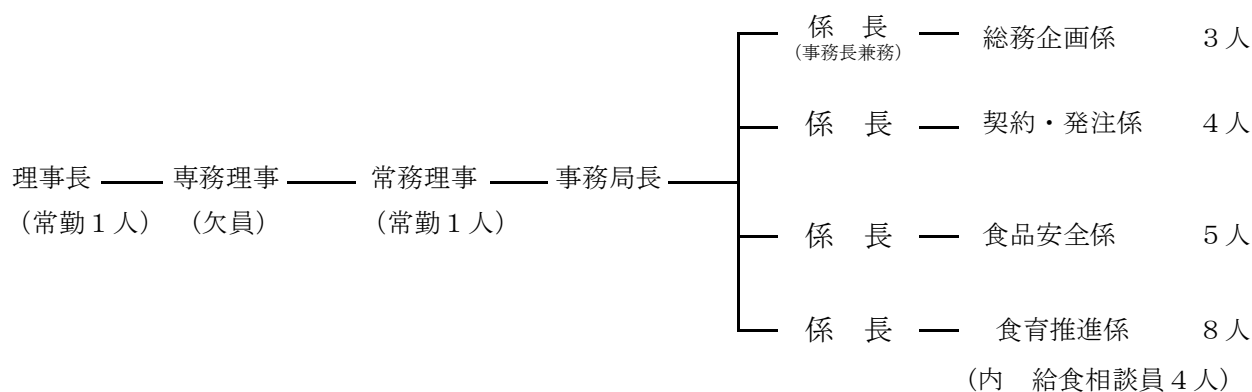 係　長 総務企画係 ３人
(事務長兼務)
係　長 契約・発注係 ４人
理事長 専務理事 常務理事 事務局長
（常勤１人） （欠員） （常勤１人）
係　長 食品安全係 ５人
係　長 食育推進係 ８人
（内　給食相談員４人）